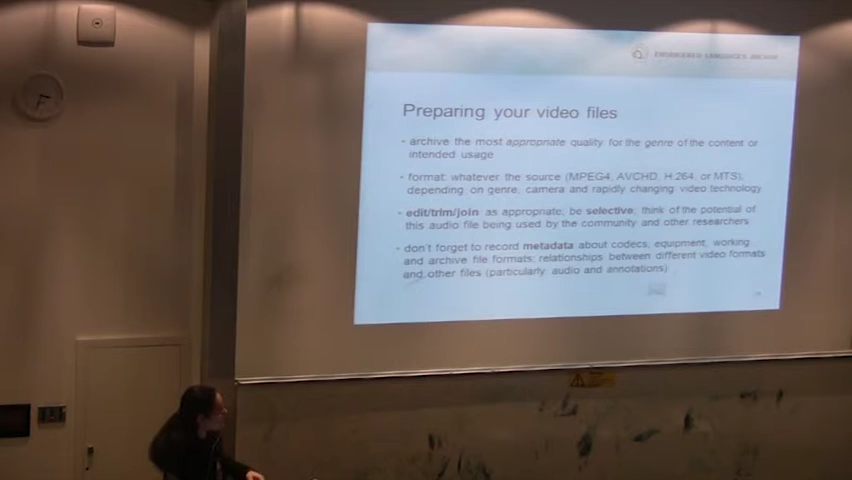 ENDANGERED LANGUAGES ARCHIVE
Preparing your video files
• archive the most appropriate quality for the genre of the content or
intended usage
• format: whatever the source (MPEG4, AVCHD, H.264, or MTS),
depending on genre, camera and rapidly changing video technology
• edit/trim/join as appropriate; be selective; think of the potential of
this audio file being used by the community and other researchers
• don't forget to record metadata about codecs, equipment, working
and archive file formats; relationships between different video formats
and other files (particularly audio and annotations)